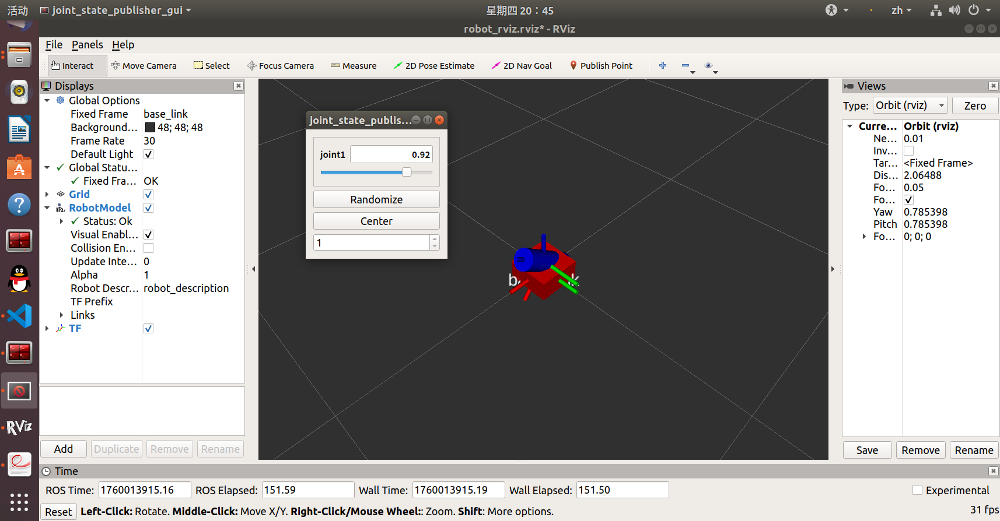 活动 joint_state_publisher_gui 星期四 20：45 zh
robot_rviz.rviz* - RViz
File Panels Help
Interact Move Camera Select Focus Camera Measure 2D Pose Estimate 2D Nav Goal Publish Point
Displays
Global Options
Fixed Frame base_link
Background... 48; 48; 48
Frame Rate 30
Default Light
Global Statu...
Fixed Fra... OK
Grid
RobotModel
Status: Ok
Visual Enabl...
Collision En...
Update Inte... 0
Alpha 1
Robot Descr... robot_description
TF Prefix
Links
TF
Add Duplicate Remove Rename
joint_state_publis...
joint1 0.92
Randomize
Center
1
Views
Type: Orbit (rviz) Zero
Curre... Orbit (rviz)
Ne... 0.01
Inv...
Tar... <Fixed Frame>
Dis... 2.06488
Fo... 0.05
Fo...
Yaw 0.785398
Pitch 0.785398
Fo... 0; 0; 0
Save Remove Rename
RViz
Time
ROS Time: 1760013915.16 ROS Elapsed: 151.59 Wall Time: 1760013915.19 Wall Elapsed: 151.50 Experimental
Reset Left-Click: Rotate. Middle-Click: Move X/Y. Right-Click/Mouse Wheel:: Zoom. Shift: More options. 31 fps